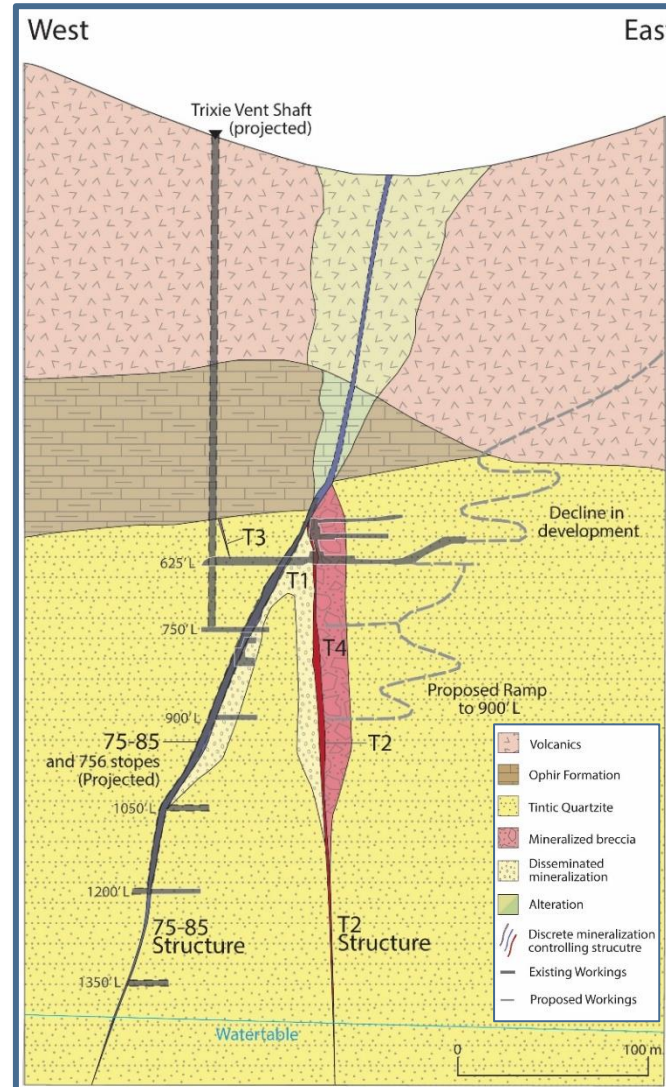 West
East
Trixie Vent Shaft
(projected)
Decline in
development
T3
625' L
T1
750' L
T4
Proposed Ramp
to 900' L
900' L
75-85
and 756 stopes
(Projected)
T2
1050' L
1200' L
75-85
Structure
T2
Structure
1350' L
Watertable
Volcanics
Ophir Formation
Tintic Quartzite
Mineralized breccia
Disseminated
mineralization
Alteration
Discrete mineralization
controlling strucutre
Existing Workings
Proposed Workings
0
100 m